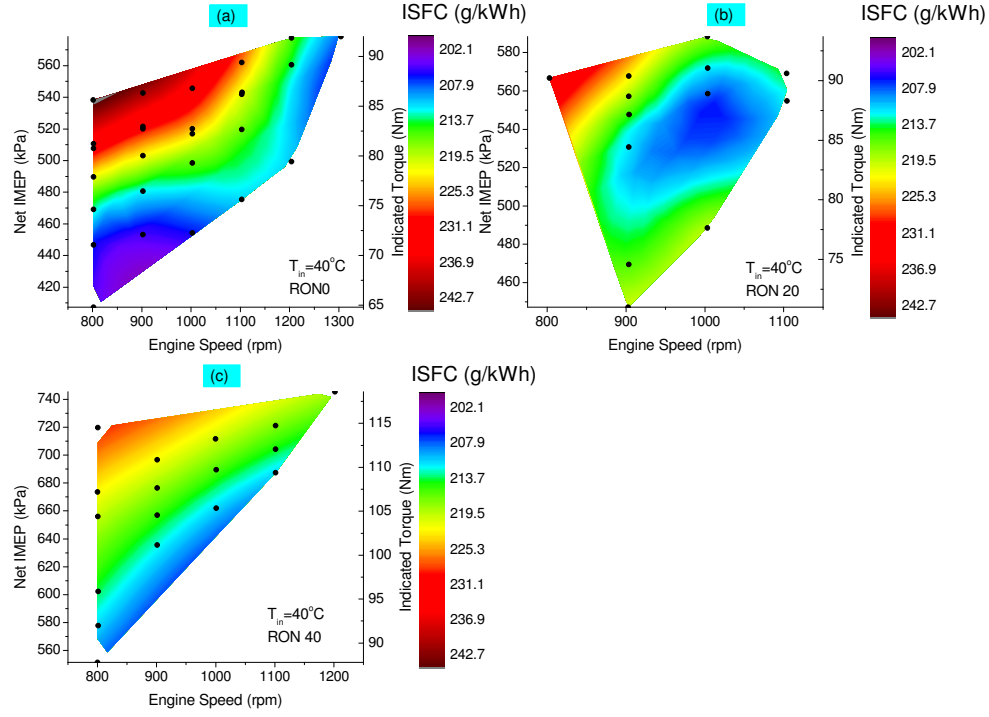 (a)
ISFC (g/kWh)
560
540
520
500
480
460
440
420
Net IMEP (kPa)
800 900 1000 1100 1200 1300
Engine Speed (rpm)
T in=40°C
RON0
90
85
80
75
70
65
Indicated Torque (Nm)
202.1
207.9
213.7
219.5
225.3
231.1
236.9
242.7
(b)
ISFC (g/kWh)
580
560
540
520
500
480
460
Net IMEP (kPa)
800 900 1000 1100
Engine Speed (rpm)
T in=40°C
RON 20
90
85
80
75
Indicated Torque (Nm)
202.1
207.9
213.7
219.5
225.3
231.1
236.9
242.7
(c)
ISFC (g/kWh)
740
720
700
680
660
640
620
600
580
560
Net IMEP (kPa)
800 900 1000 1100 1200
Engine Speed (rpm)
T in=40°C
RON 40
115
110
105
100
95
90
Indicated Torque (Nm)
202.1
207.9
213.7
219.5
225.3
231.1
236.9
242.7